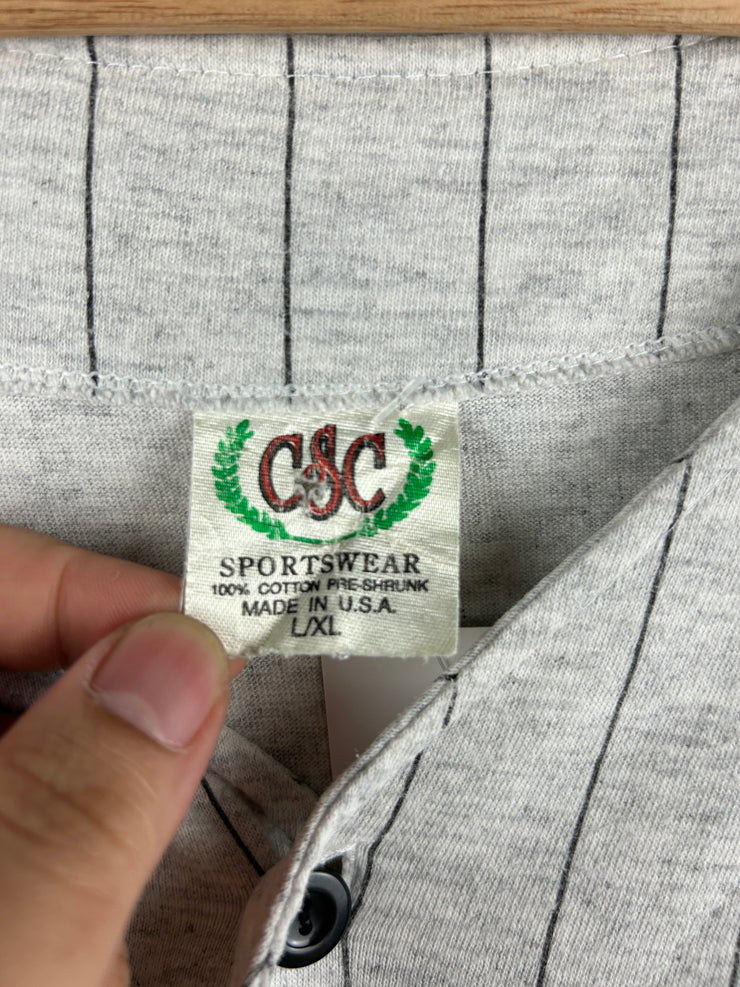 CSC
SPORTSWEAR
100% COTTON PRE-SHRUNK
MADE IN U.S.A.
L/XL